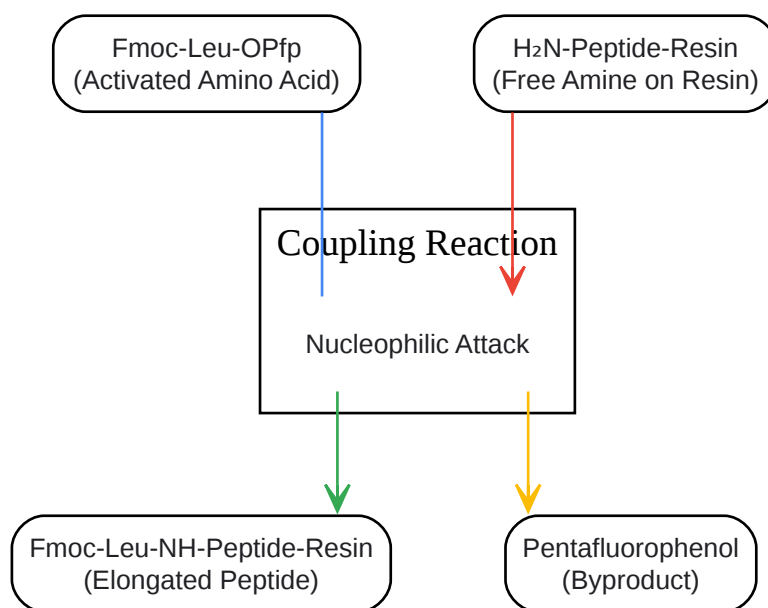 Fmoc-Leu-OPfp
(Activated Amino Acid)
H₂N-Peptide-Resin
(Free Amine on Resin)
Coupling Reaction
Nucleophilic Attack
Fmoc-Leu-NH-Peptide-Resin
(Elongated Peptide)
Pentafluorophenol
(Byproduct)